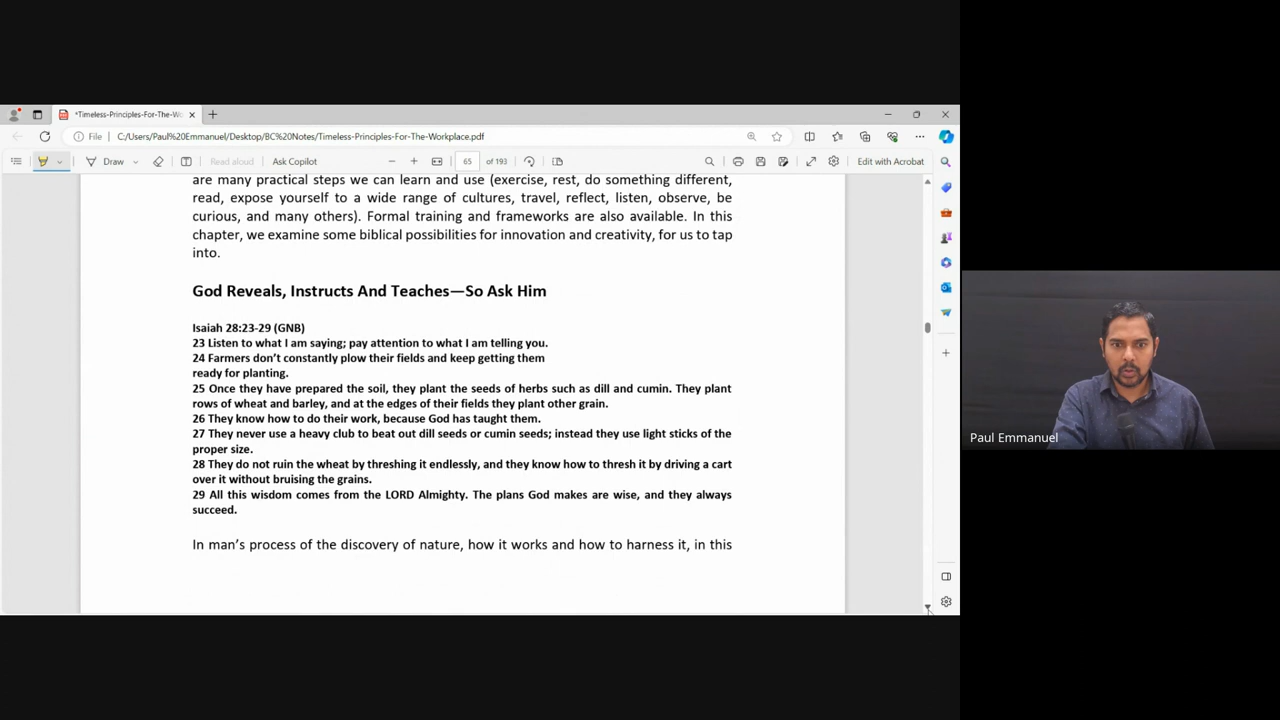 *Timeless-Principles-For-The-Wo
File
C:/Users/Paul%20Emmanuel/Desktop/BC%20Notes/Timeless-Principles-For-The-Workplace.pdf
Draw
Read aloud
Ask Copilot
65 of 193
Edit with Acrobat
are many practical steps we can learn and use (exercise, rest, do something different,
read, expose yourself to a wide range of cultures, travel, reflect, listen, observe, be
curious, and many others). Formal training and frameworks are also available. In this
chapter, we examine some biblical possibilities for innovation and creativity, for us to tap
into.
God Reveals, Instructs And Teaches—So Ask Him
Isaiah 28:23-29 (GNB)
23 Listen to what I am saying; pay attention to what I am telling you.
24 Farmers don’t constantly plow their fields and keep getting them
ready for planting.
25 Once they have prepared the soil, they plant the seeds of herbs such as dill and cumin. They plant
rows of wheat and barley, and at the edges of their fields they plant other grain.
26 They know how to do their work, because God has taught them.
27 They never use a heavy club to beat out dill seeds or cumin seeds; instead they use light sticks of the
proper size.
28 They do not ruin the wheat by threshing it endlessly, and they know how to thresh it by driving a cart
over it without bruising the grains.
29 All this wisdom comes from the LORD Almighty. The plans God makes are wise, and they always
succeed.
In man’s process of the discovery of nature, how it works and how to harness it, in this
Paul Emmanuel